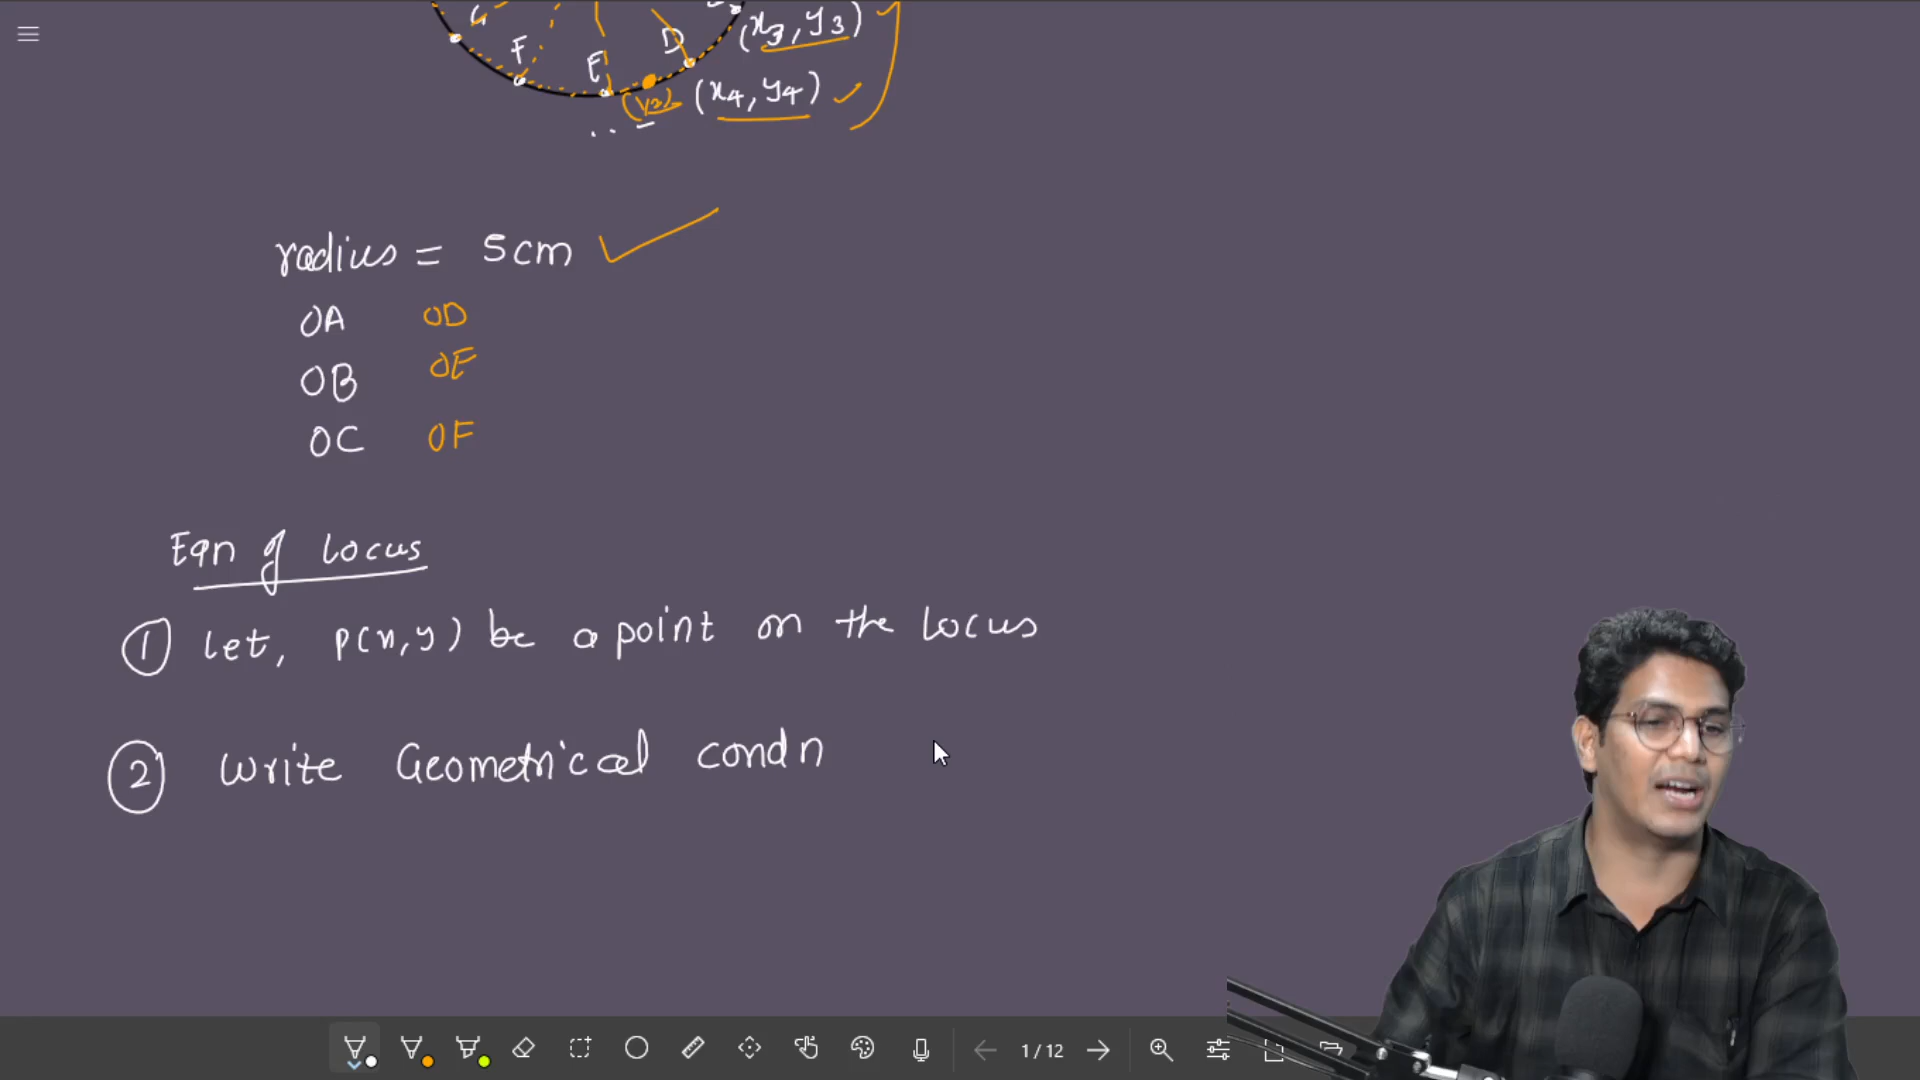 G
F
E
D
(x3, y3)
(x4, y4)
radius = 5cm
OA OD
OB OE
OC OF
Eqn of Locus
① Let, P(x,y) be a point on the Locus
② Write Geometrical condn
1/12